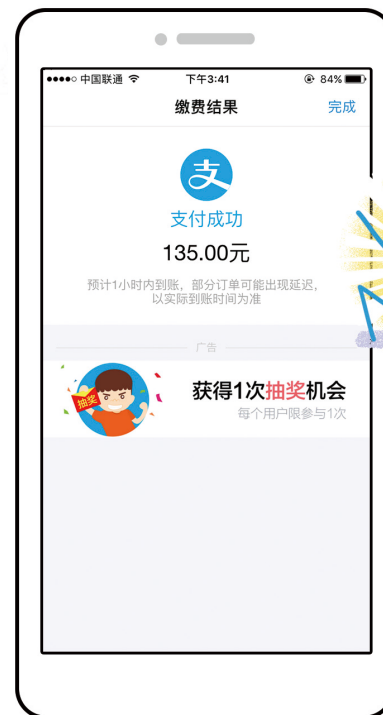 中国联通 下午3:41 84%
缴费结果 完成
支
支付成功
135.00元
预计1小时内到账，部分订单可能出现延迟，
以实际到账时间为准
广告
抽奖
获得1次抽奖机会
每个用户限参与1次